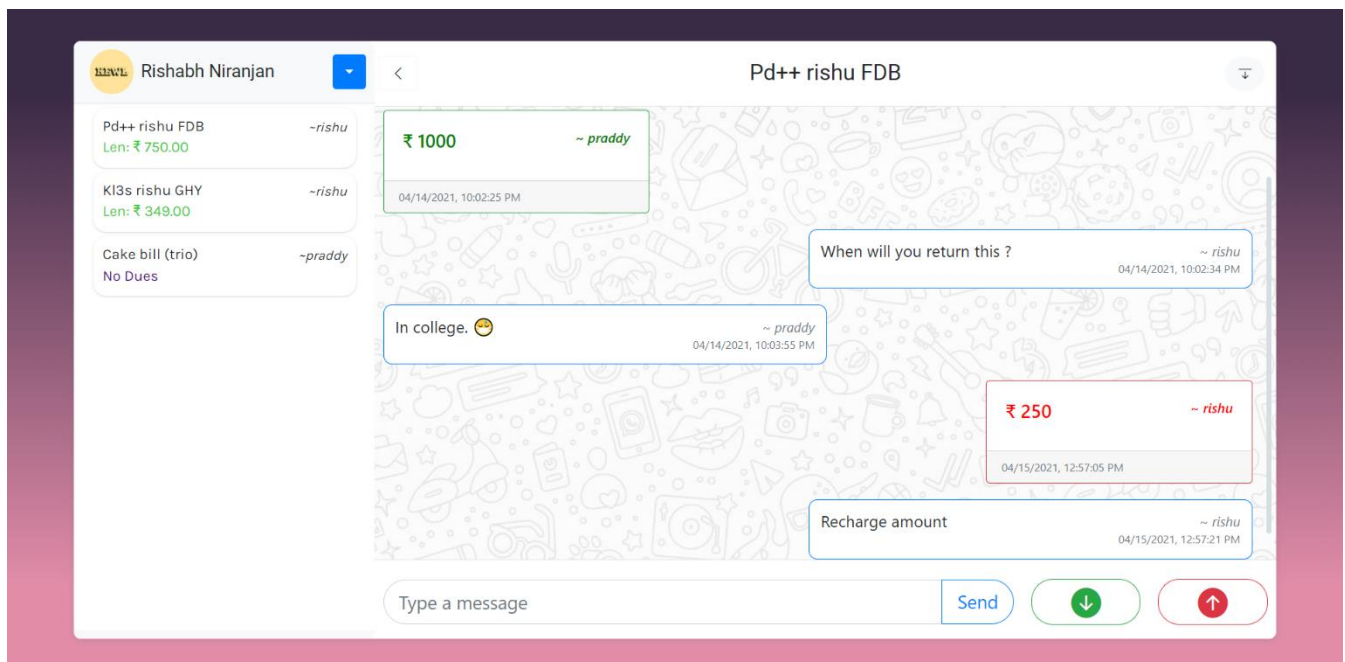 Rishabh Niranjan
Pd++ rishu FDB
Pd++ rishu FDB
~rishu
Len: ₹ 750.00
Kl3s rishu GHY
~rishu
Len: ₹ 349.00
Cake bill (trio)
~praddy
No Dues
₹ 1000
~ praddy
04/14/2021, 10:02:25 PM
When will you return this ?
~ rishu
04/14/2021, 10:02:34 PM
In college. 😷
~ praddy
04/14/2021, 10:03:55 PM
₹ 250
~ rishu
04/15/2021, 12:57:05 PM
Recharge amount
~ rishu
04/15/2021, 12:57:21 PM
Type a message
Send